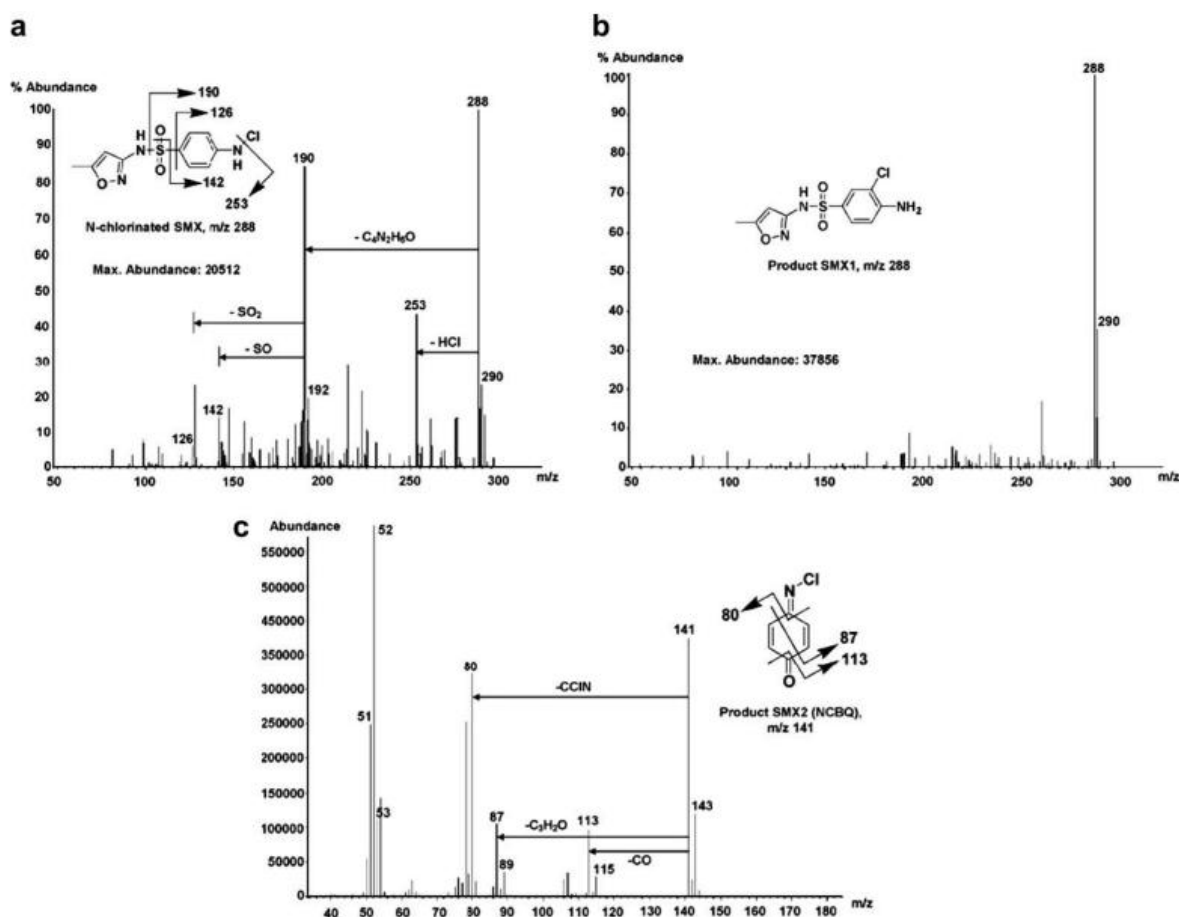 a
% Abundance
100
90
80
70
60
50
40
30
20
10
0
50
100
150
200
250
300
m/z
190
126
142
253
H
N
O
S
O
Cl
N
H
O
N
N-chlorinated SMX, m/z 288
Max. Abundance: 20512
288
190
- C₄N₂H₆O
253
- SO₂
- SO
- HCl
290
192
142
126
b
% Abundance
100
90
80
70
60
50
40
30
20
10
0
50
100
150
200
250
300
m/z
288
290
Cl
H
N
O
S
O
NH₂
O
N
Product SMX1, m/z 288
Max. Abundance: 37856
c
Abundance
550000
500000
450000
400000
350000
300000
250000
200000
150000
100000
50000
0
40
50
60
70
80
90
100
110
120
130
140
150
160
170
180
m/z
52
141
80
-CClN
51
53
87
-C₃H₂O
113
143
89
-CO
115
Cl
N
80
87
113
O
Product SMX2 (NCBQ),
m/z 141